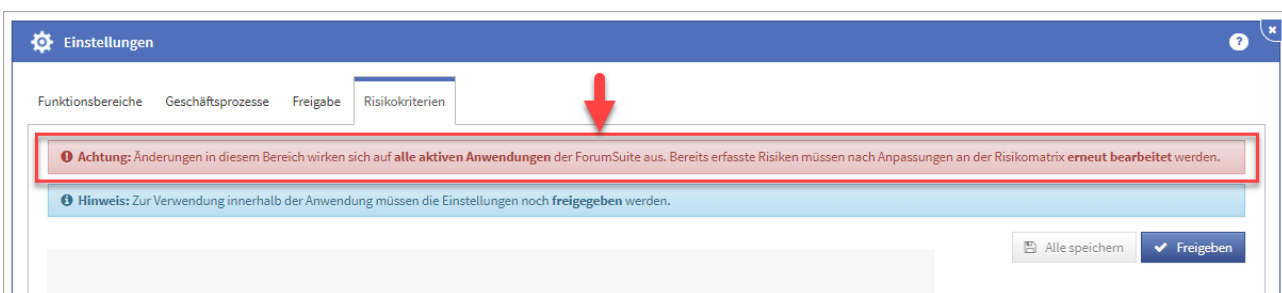 Einstellungen
Funktionsbereiche Geschäftsprozesse Freigabe Risikokriterien
Achtung: Änderungen in diesem Bereich wirken sich auf alle aktiven Anwendungen der ForumSuite aus. Bereits erfasste Risiken müssen nach Anpassungen an der Risikomatrix erneut bearbeitet werden.
Hinweis: Zur Verwendung innerhalb der Anwendung müssen die Einstellungen noch freigegeben werden.
Alle speichern Freigeben